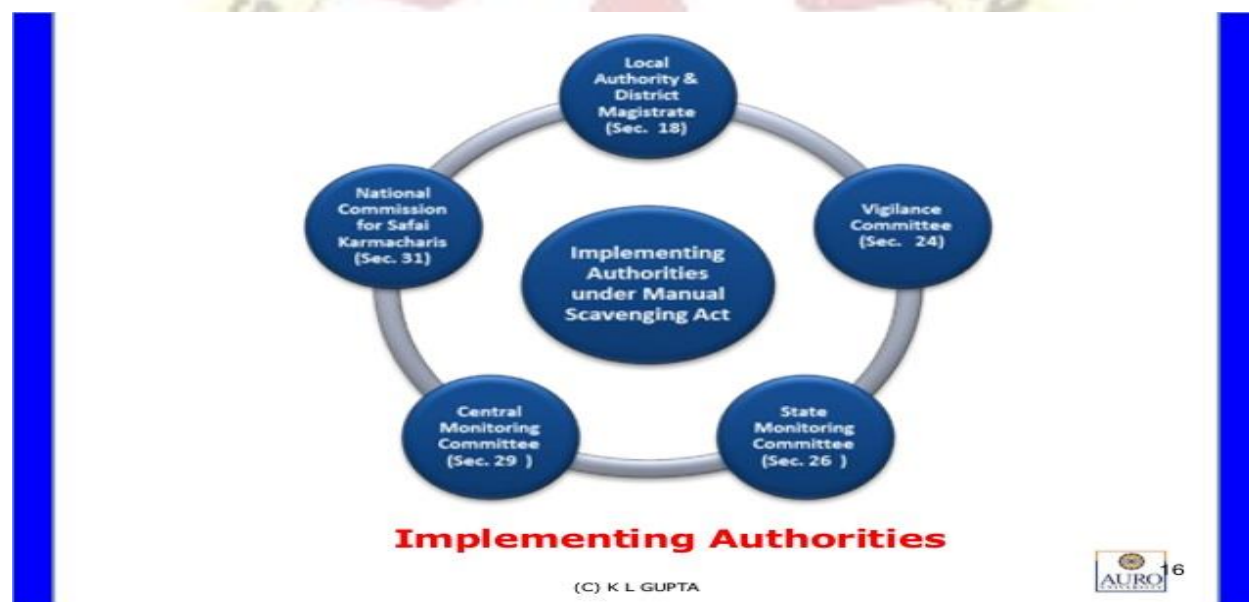 Local
Authority &
District
Magistrate
(Sec. 18)
National
Commission
for Safai
Karmacharis
(Sec. 31)
Vigilance
Committee
(Sec. 24)
Implementing
Authorities
under Manual
Scavenging Act
Central
Monitoring
Committee
(Sec. 29 )
State
Monitoring
Committee
(Sec. 26 )
Implementing Authorities
(C) K L GUPTA
AURO
UNIVERSITY
16